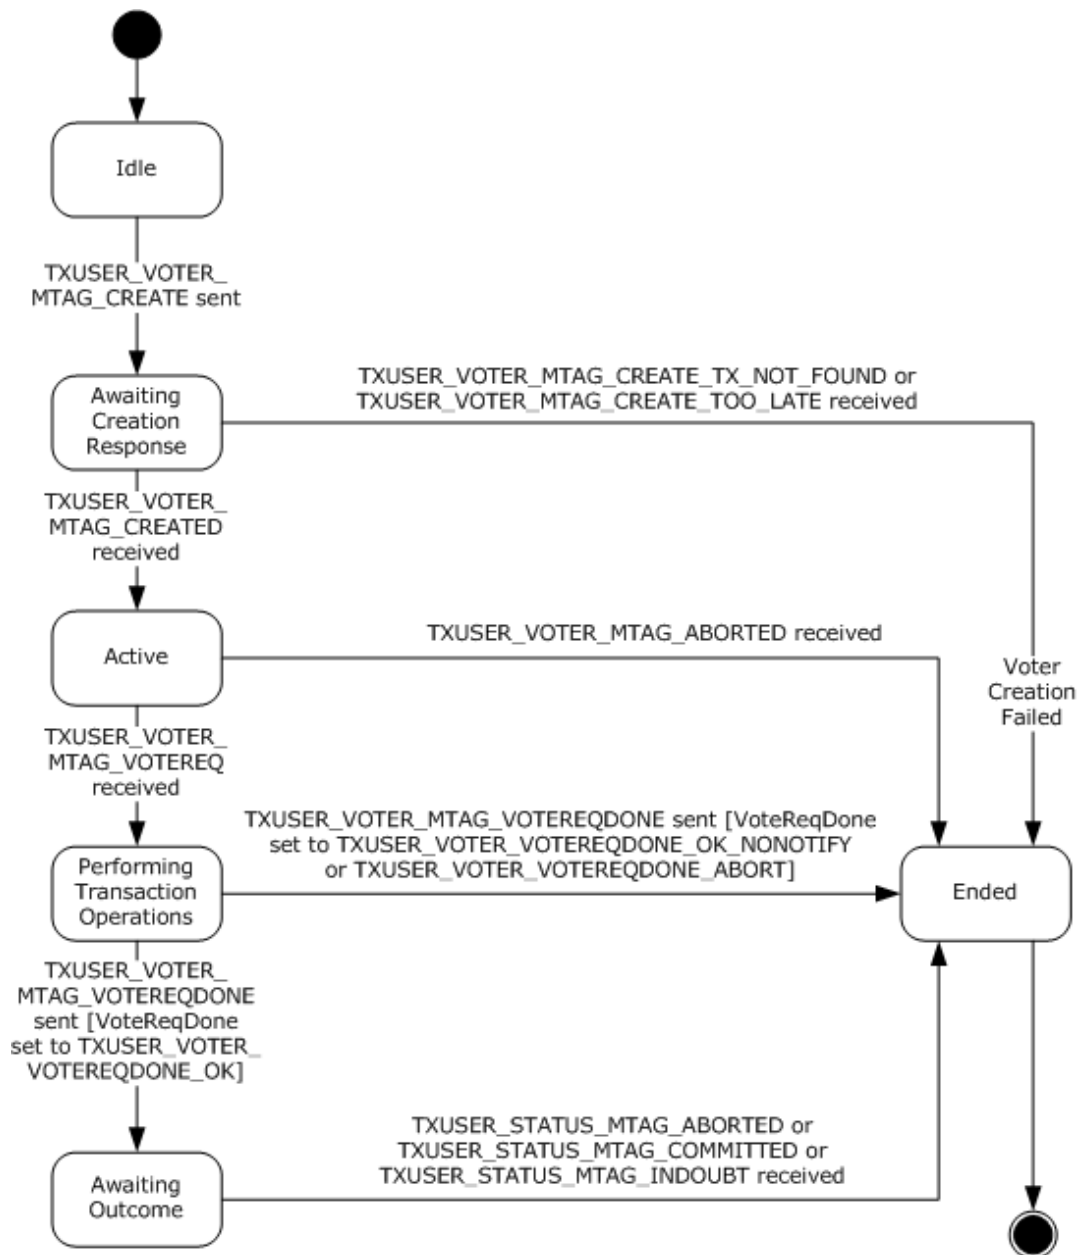 Idle
TXUSER_VOTER_
MTAG_CREATE sent
Awaiting
Creation
Response
TXUSER_VOTER_MTAG_CREATE_TX_NOT_FOUND or
TXUSER_VOTER_MTAG_CREATE_TOO_LATE received
TXUSER_VOTER_
MTAG_CREATED
received
Active
TXUSER_VOTER_MTAG_ABORTED received
Voter
Creation
Failed
TXUSER_VOTER_
MTAG_VOTEREQ
received
Performing
Transaction
Operations
TXUSER_VOTER_MTAG_VOTEREQDONE sent [VoteReqDone
set to TXUSER_VOTER_VOTEREQDONE_OK_NONOTIFY
or TXUSER_VOTER_VOTEREQDONE_ABORT]
Ended
TXUSER_VOTER_
MTAG_VOTEREQDONE
sent [VoteReqDone
set to TXUSER_VOTER_
VOTEREQDONE_OK]
TXUSER_STATUS_MTAG_ABORTED or
TXUSER_STATUS_MTAG_COMMITTED or
TXUSER_STATUS_MTAG_INDOUBT received
Awaiting
Outcome